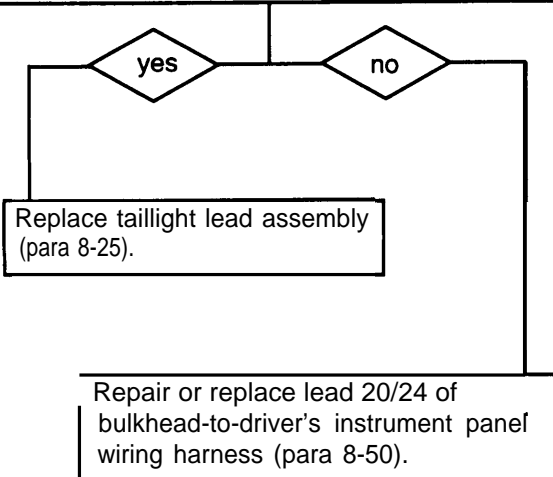 yes
no
Replace taillight lead assembly
(para 8-25).
Repair or replace lead 20/24 of
bulkhead-to-driver's instrument panel
wiring harness (para 8-50).